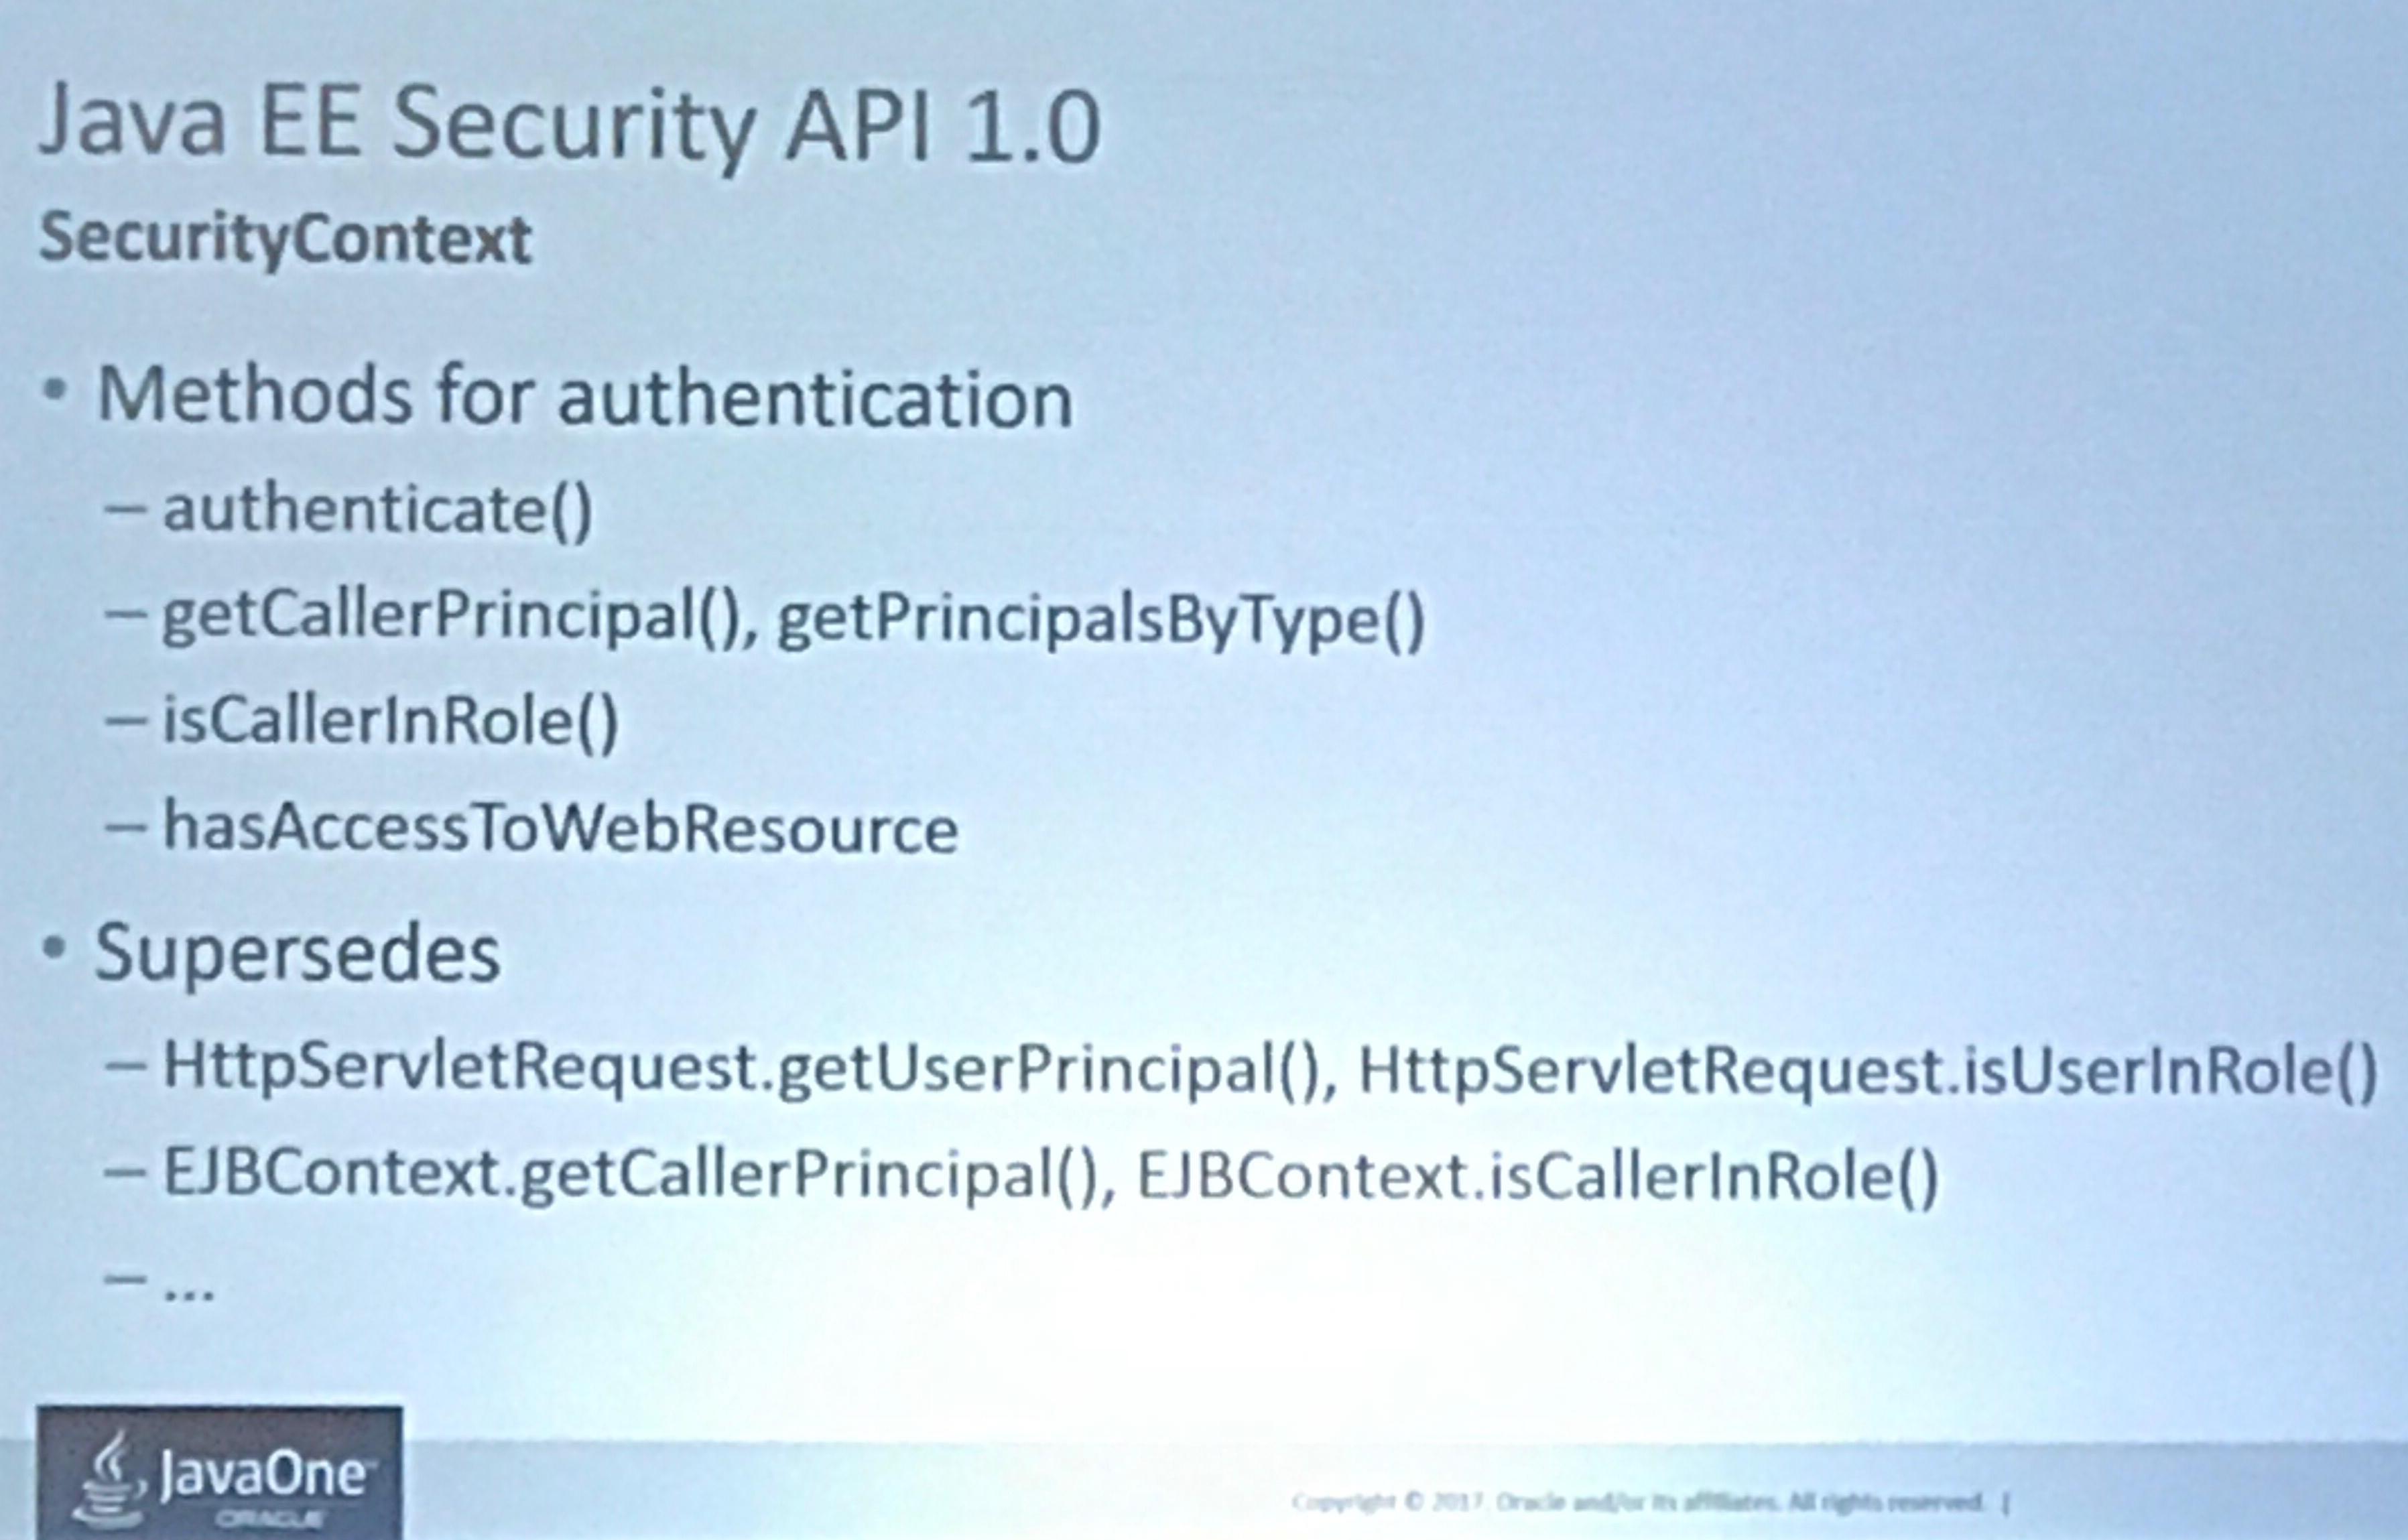 Java EE Security API 1.0
SecurityContext
• Methods for authentication
– authenticate()
– getCallerPrincipal(), getPrincipalsByType()
– isCallerInRole()
– hasAccessToWebResource
• Supersedes
– HttpServletRequest.getUserPrincipal(), HttpServletRequest.isUserInRole()
– EJBContext.getCallerPrincipal(), EJBContext.isCallerInRole()
– ...
JavaOne™
ORACLE
Copyright © 2017, Oracle and/or its affiliates. All rights reserved. |